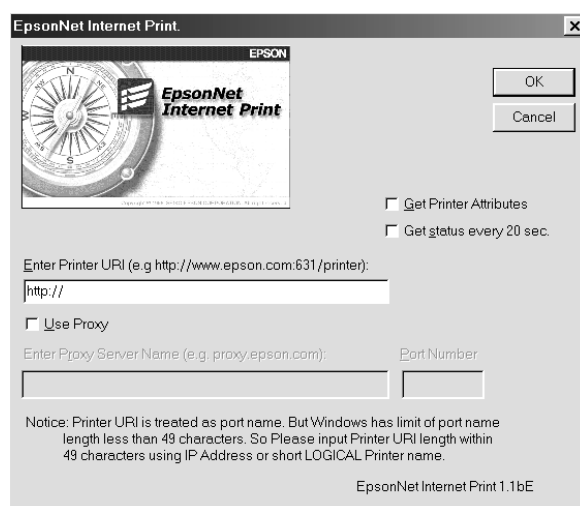 EpsonNet Internet Print.
EPSON
N
W
S
EpsonNet
Internet Print
OK
Cancel
Get Printer Attributes
Get status every 20 sec.
Enter Printer URI (e.g http://www.epson.com:631/printer):
http://
Use Proxy
Enter Proxy Server Name (e.g. proxy.epson.com):
Port Number
Notice: Printer URI is treated as port name. But Windows has limit of port name
length less than 49 characters. So Please input Printer URI length within
49 characters using IP Address or short LOGICAL Printer name.
EpsonNet Internet Print 1.1bE